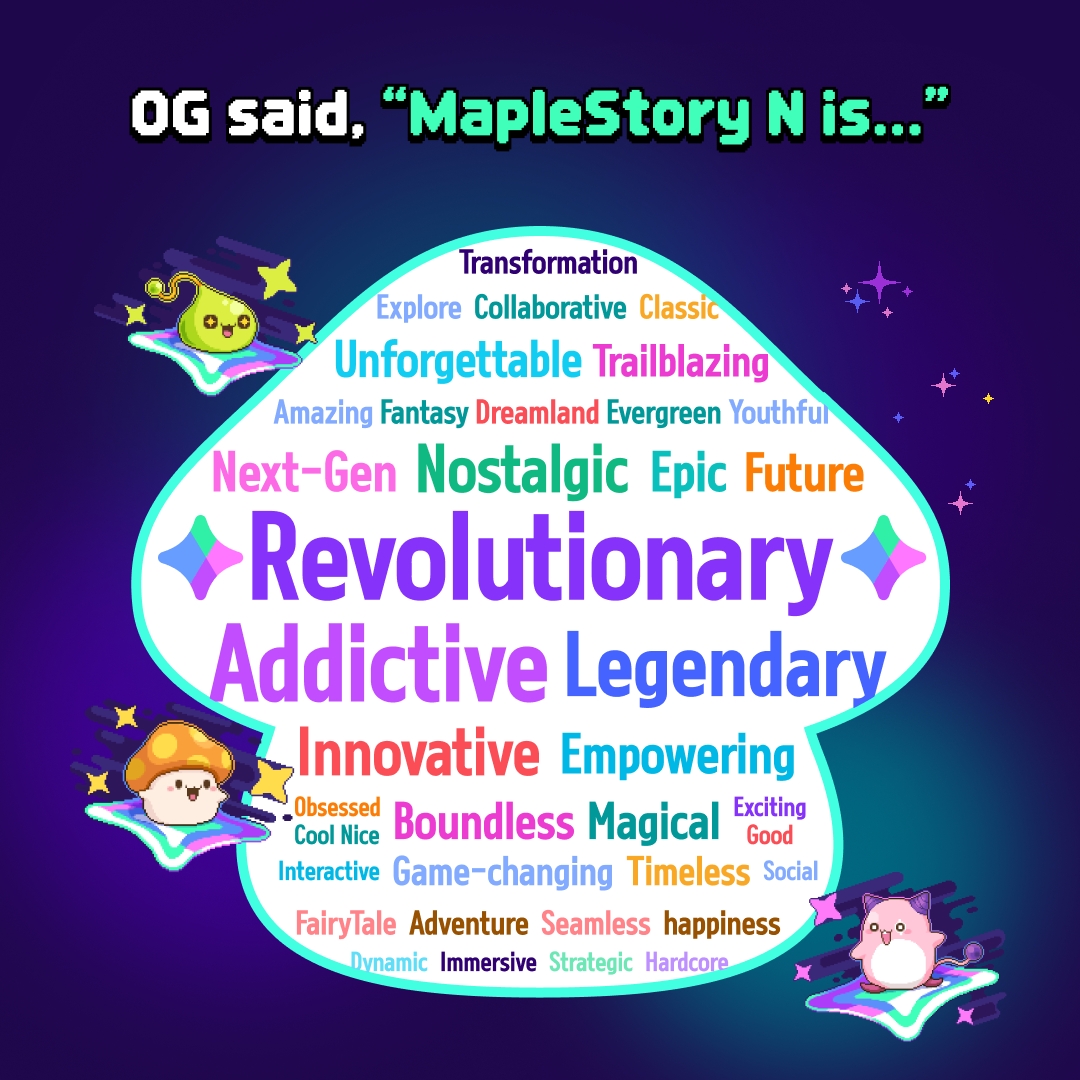 OG said, “MapleStory N is...”
Transformation
Explore Collaborative Classic
Unforgettable Trailblazing
Amazing Fantasy Dreamland Evergreen Youthful
Next-Gen Nostalgic Epic Future
Revolutionary
Addictive Legendary
Innovative Empowering
Obsessed
Cool Nice
Boundless Magical
Exciting
Good
Interactive Game-changing Timeless Social
FairyTale Adventure Seamless happiness
Dynamic Immersive Strategic Hardcore